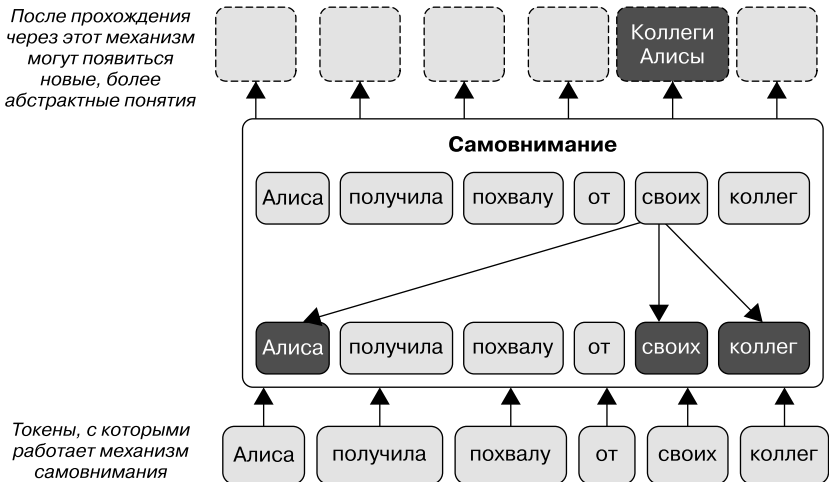 После прохождения
через этот механизм
могут появиться
новые, более
абстрактные понятия
Коллеги
Алисы
Самовнимание
Алиса получила похвалу от своих коллег
Алиса получила похвалу от своих коллег
Токены, с которыми
работает механизм
самовнимания
Алиса получила похвалу от своих коллег